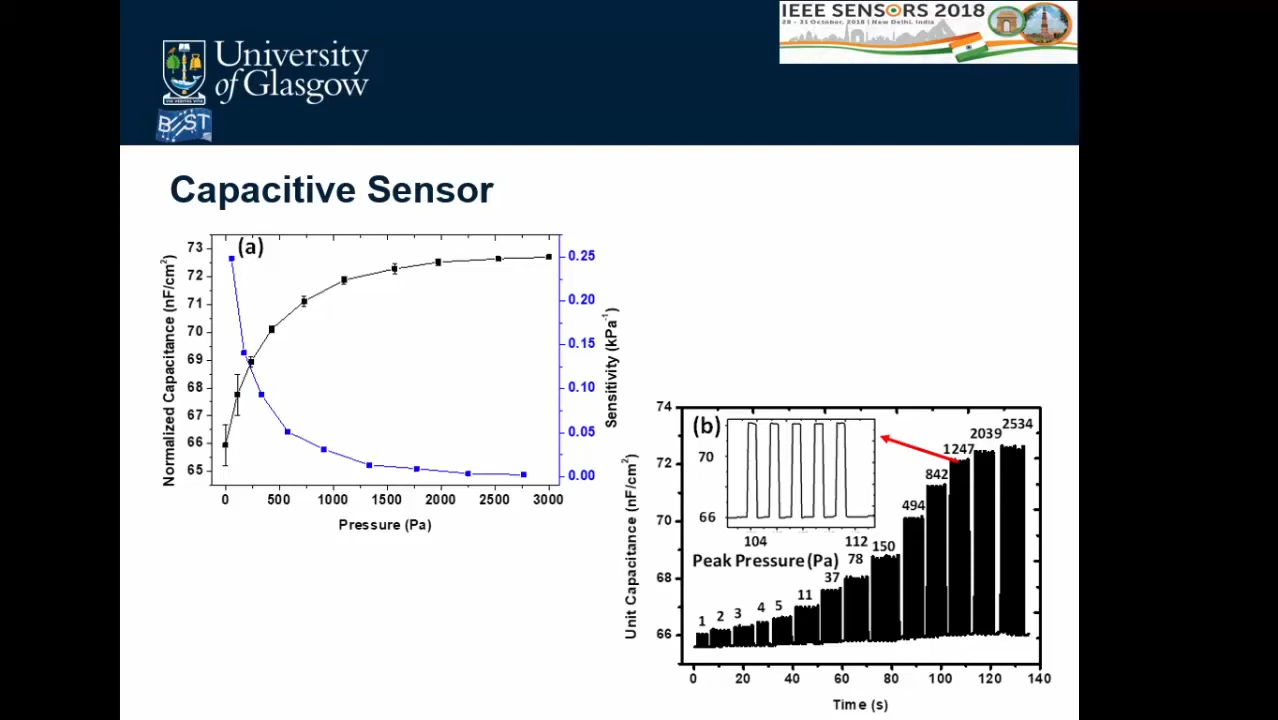 IEEE SENSORS 2018
28 - 31 October, 2018 | New Delhi, India
University
of Glasgow
VIA VERITAS VITA
BEST
Capacitive Sensor
(a)
Normalized Capacitance (nF/cm²)
73
72
71
70
69
68
67
66
65
0.25
0.20
0.15
0.10
0.05
0.00
Sensitivity (kPa⁻¹)
0 500 1000 1500 2000 2500 3000
Pressure (Pa)
(b)
Unit Capacitance (nF/cm²)
74
72
70
68
66
70
66
104 112
Peak Pressure (Pa)
1 2 3 4 5 11 37 78 150 494 842 1247 2039 2534
0 20 40 60 80 100 120 140
Time (s)